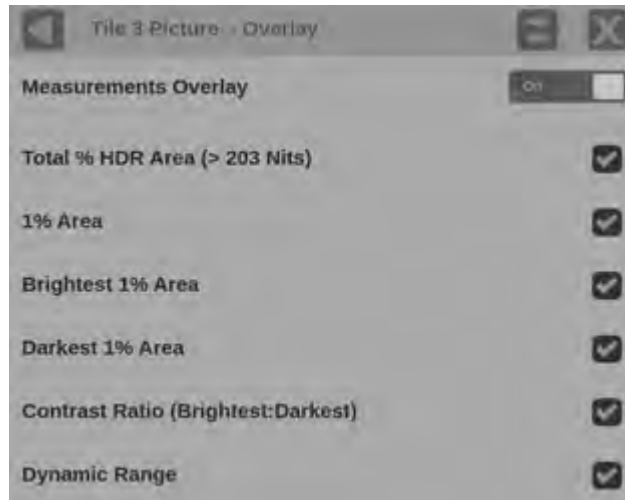 Tile 3 Picture - Overlay
Measurements Overlay
On
Total % HDR Area (> 203 Nits)
1% Area
Brightest 1% Area
Darkest 1% Area
Contrast Ratio (Brightest:Darkest)
Dynamic Range